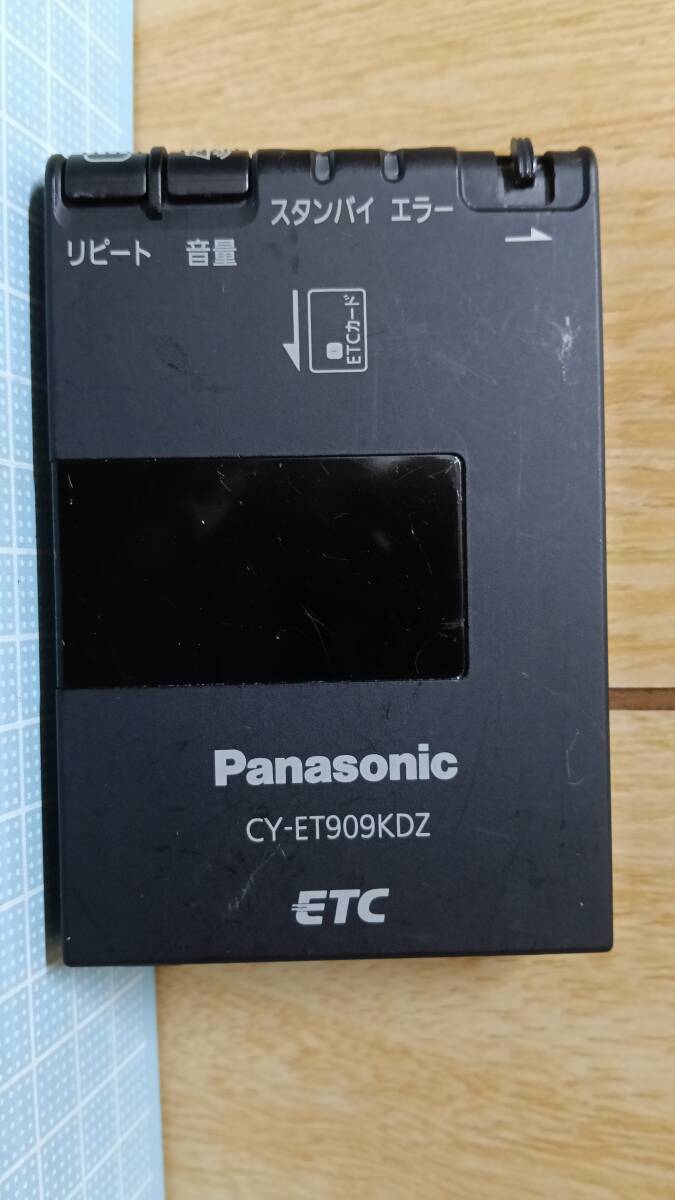 スタンバイ エラー
リピート 音量
ETCカード
Panasonic
CY-ET909KDZ
ETC